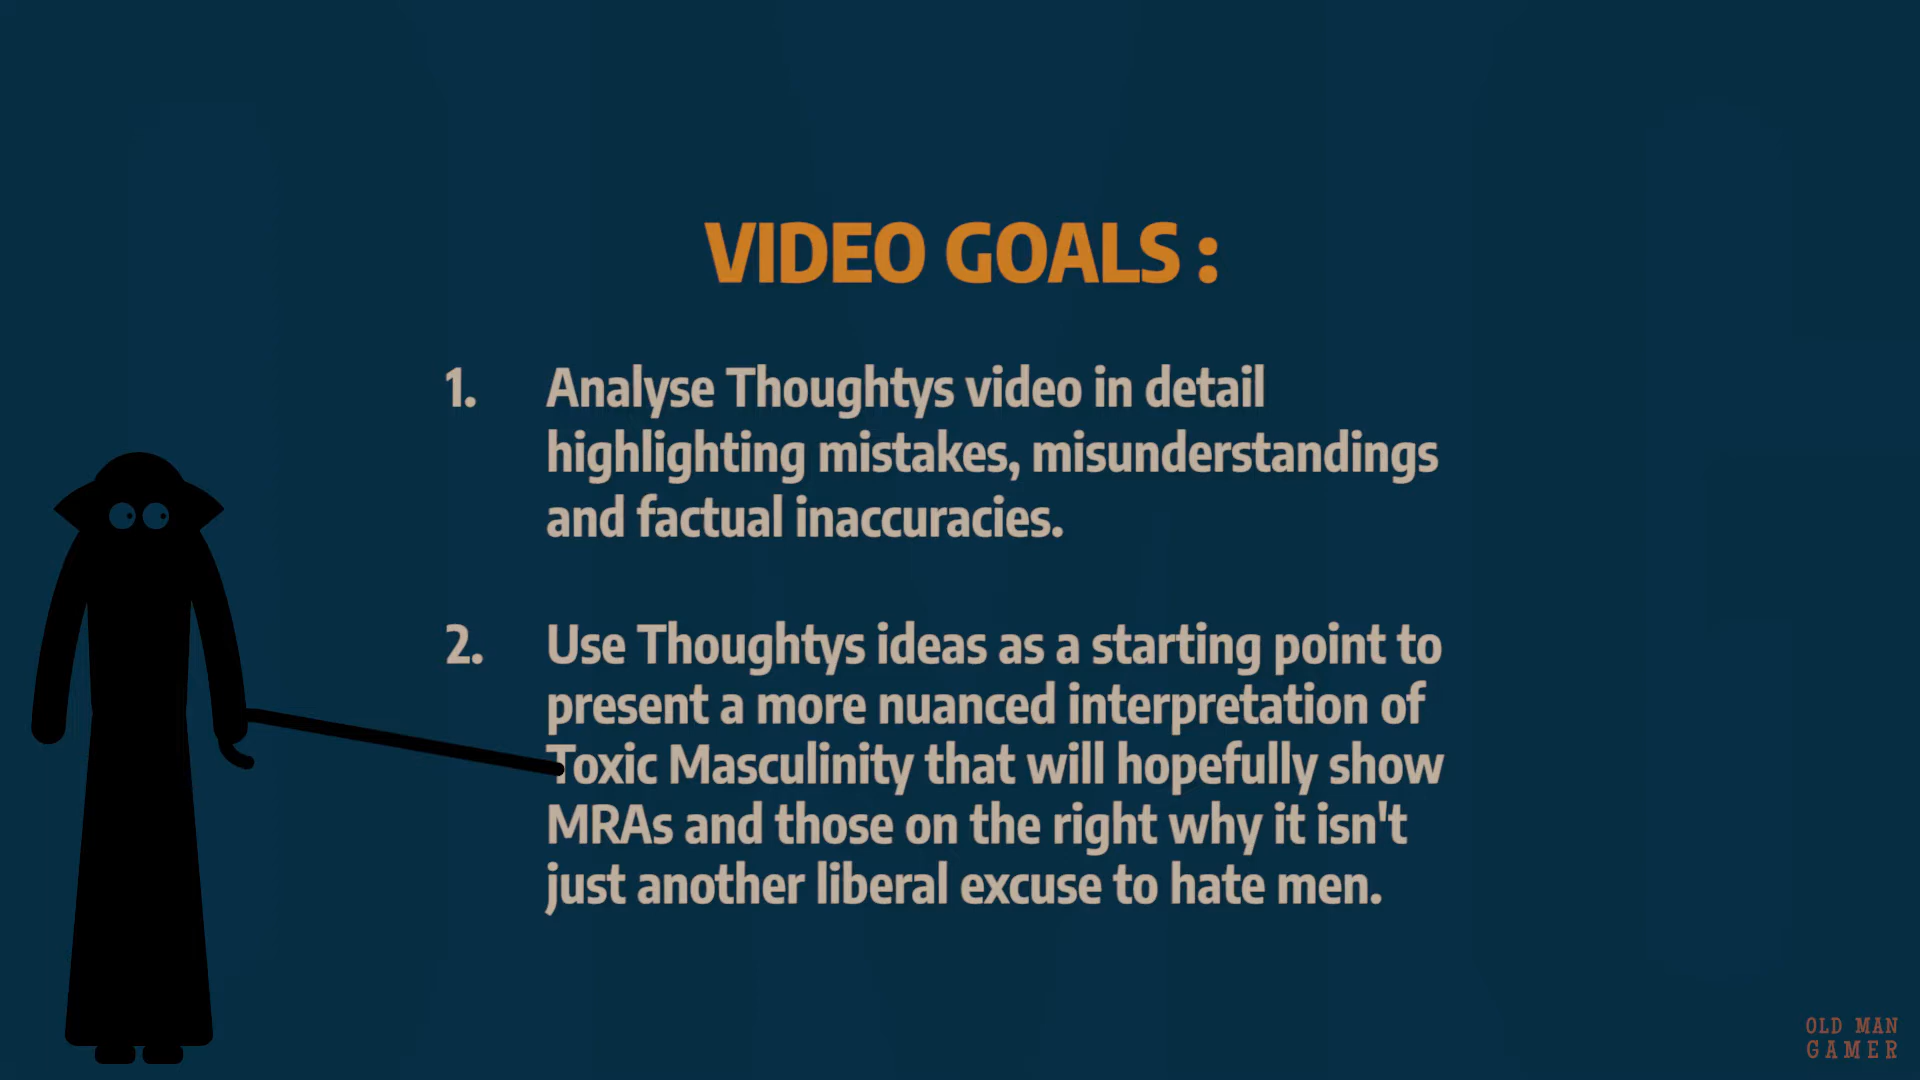 VIDEO GOALS :
1. Analyse Thoughtys video in detail
highlighting mistakes, misunderstandings
and factual inaccuracies.
2. Use Thoughtys ideas as a starting point to
present a more nuanced interpretation of
Toxic Masculinity that will hopefully show
MRAs and those on the right why it isn't
just another liberal excuse to hate men.
OLD MAN
GAMER